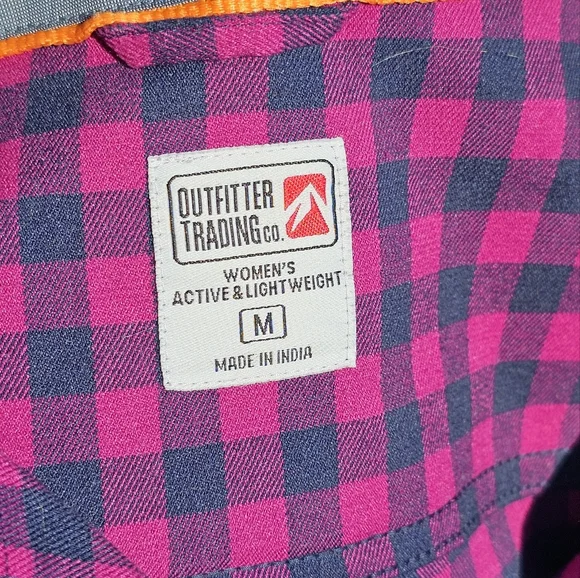 OUTFITTER
TRADING CO.
WOMEN'S
ACTIVE & LIGHTWEIGHT
M
MADE IN INDIA